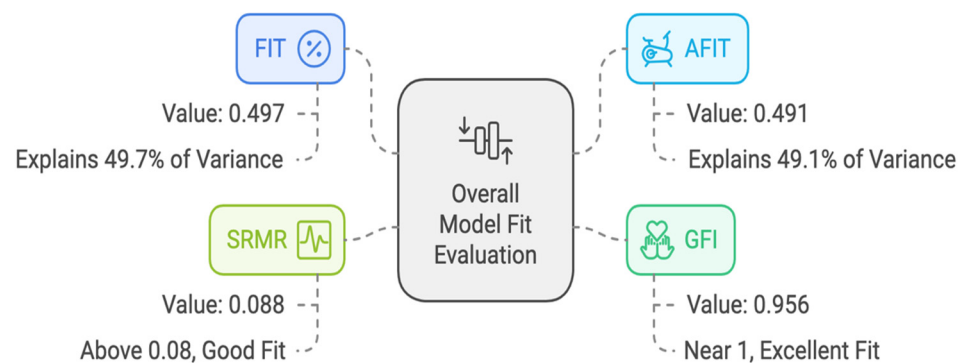 FIT
Value: 0.497
Explains 49.7% of Variance
AFIT
Value: 0.491
Explains 49.1% of Variance
Overall
Model Fit
Evaluation
SRMR
Value: 0.088
Above 0.08, Good Fit
GFI
Value: 0.956
Near 1, Excellent Fit